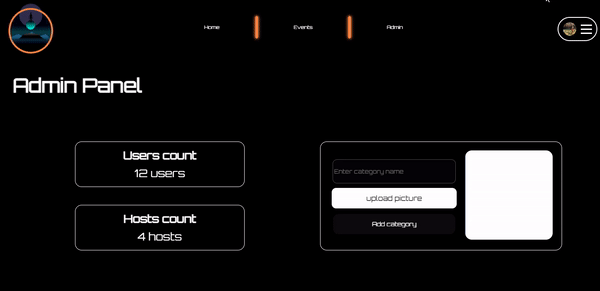 Home
Events
Admin
Admin Panel
Users count
12 users
Hosts count
4 hosts
Enter category name
upload picture
Add category